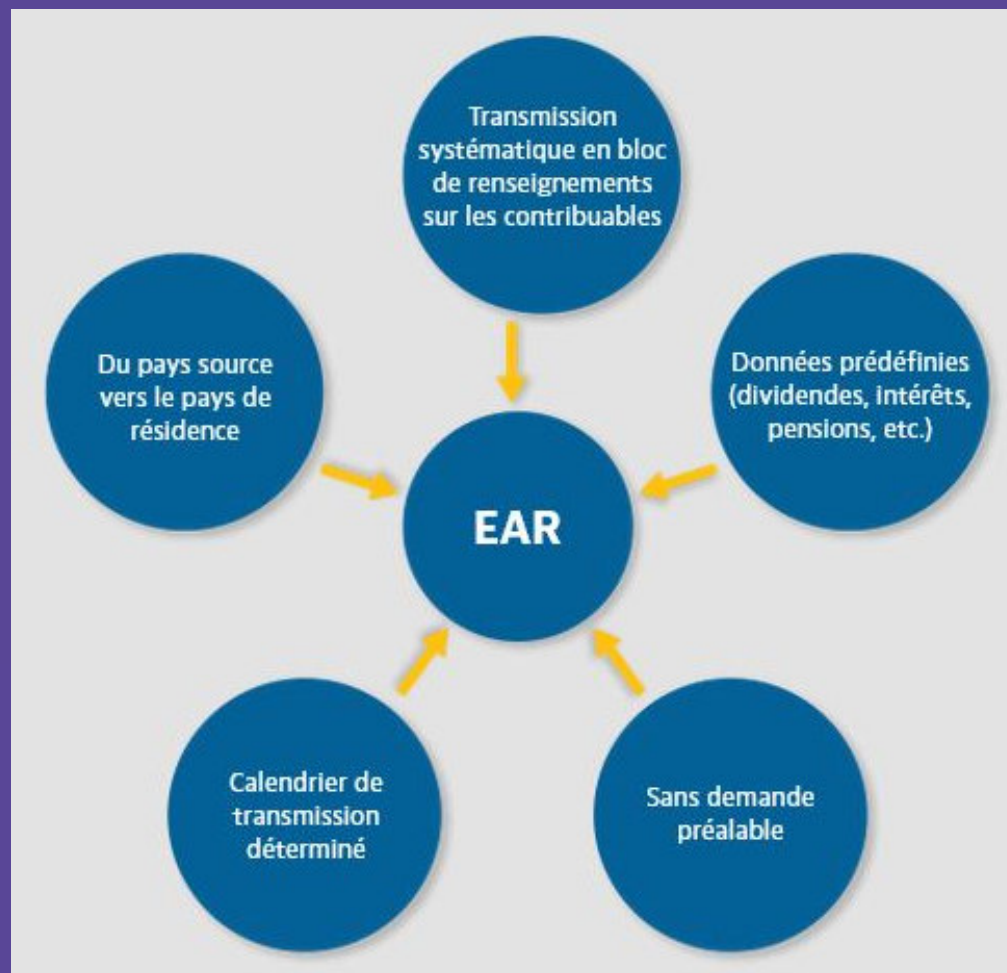 Transmission
systématique en bloc
de renseignements
sur les contribuables
Du pays source
vers le pays de
résidence
Données prédéfinies
(dividendes, intérêts,
pensions, etc.)
EAR
Calendrier de
transmission
déterminé
Sans demande
préalable